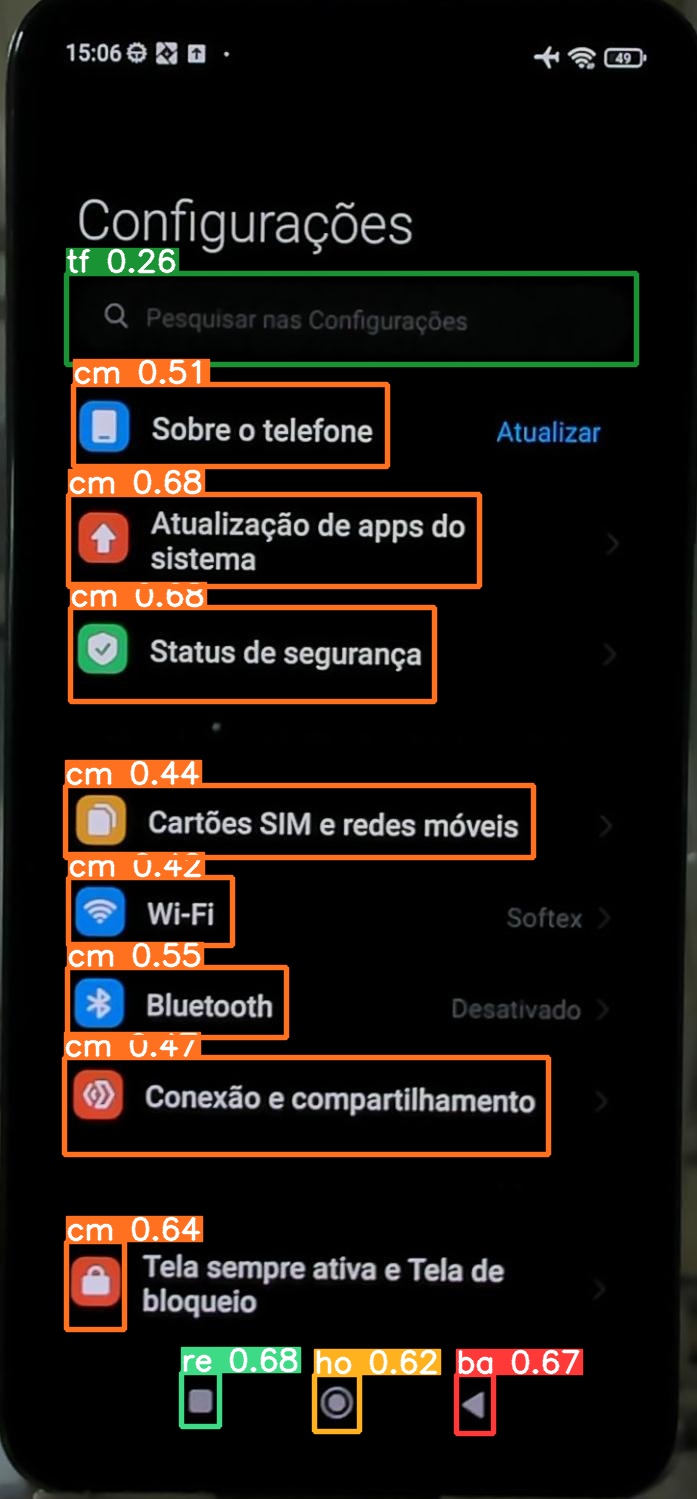 15:06
49
Configurações
tf 0.26
Pesquisar nas Configurações
cm 0.51
Sobre o telefone Atualizar
cm 0.68
Atualização de apps do
sistema
cm 0.68
Status de segurança
cm 0.44
Cartões SIM e redes móveis
cm 0.42
Wi-Fi Softex
cm 0.55
Bluetooth Desativado
cm 0.47
Conexão e compartilhamento
cm 0.64
Tela sempre ativa e Tela de
bloqueio
re 0.68 ho 0.62 ba 0.67